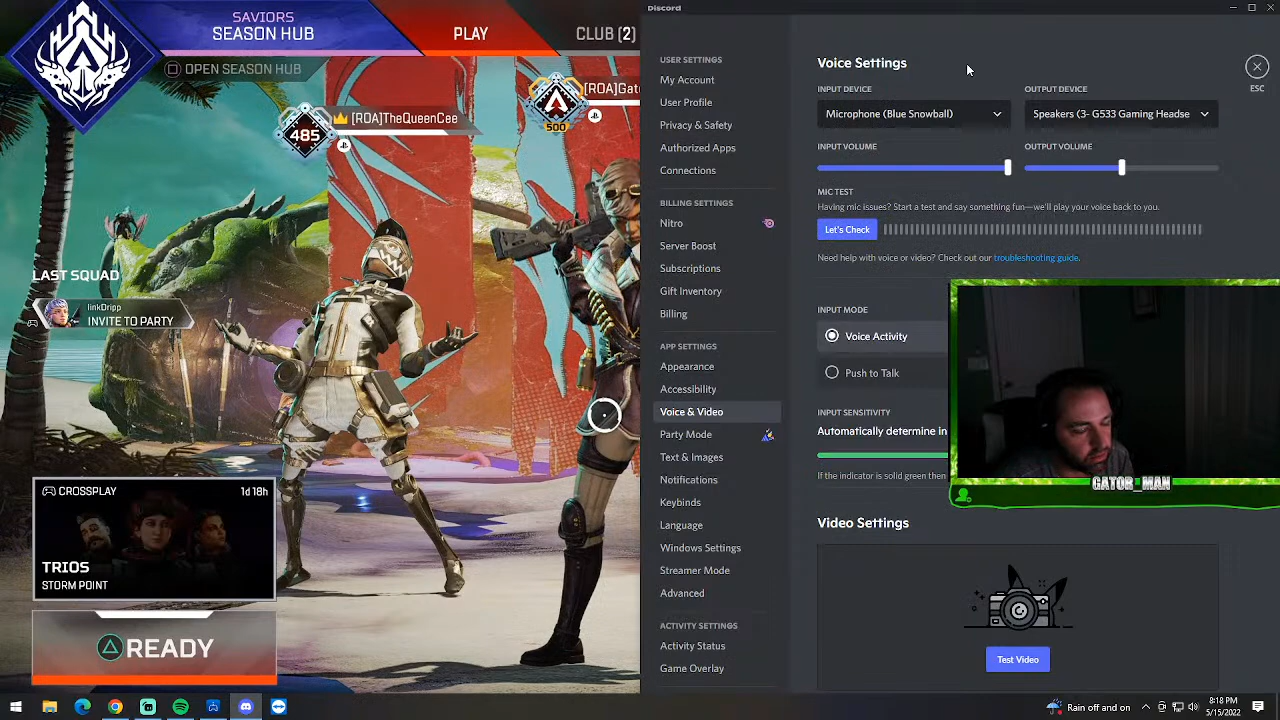 SAVIORS
SEASON HUB
PLAY
CLUB (2)
OPEN SEASON HUB
485
[ROA]TheQueenCee
[ROA]Gato
500
LAST SQUAD
linkDripp
INVITE TO PARTY
CROSSPLAY
1d 18h
TRIOS
STORM POINT
READY
Discord
USER SETTINGS
My Account
User Profile
Privacy & Safety
Authorized Apps
Connections
BILLING SETTINGS
Nitro
Server Boost
Subscriptions
Gift Inventory
Billing
APP SETTINGS
Appearance
Accessibility
Voice & Video
Party Mode
Text & Images
Notifications
Keybinds
Language
Windows Settings
Streamer Mode
Advanced
ACTIVITY SETTINGS
Activity Status
Game Overlay
Voice Settings
ESC
INPUT DEVICE
OUTPUT DEVICE
Microphone (Blue Snowball)
Speakers (3- G533 Gaming Headse
INPUT VOLUME
OUTPUT VOLUME
MIC TEST
Having mic issues? Start a test and say something fun—we'll play your voice back to you.
Let's Check
Need help with voice or video? Check out our troubleshooting guide.
INPUT MODE
Voice Activity
Push to Talk
INPUT SENSITIVITY
Automatically determine in
If the indicator is solid green then
GATOR_MAN
Video Settings
Test Video
Rain off and on
8:18 PM
5/15/2022